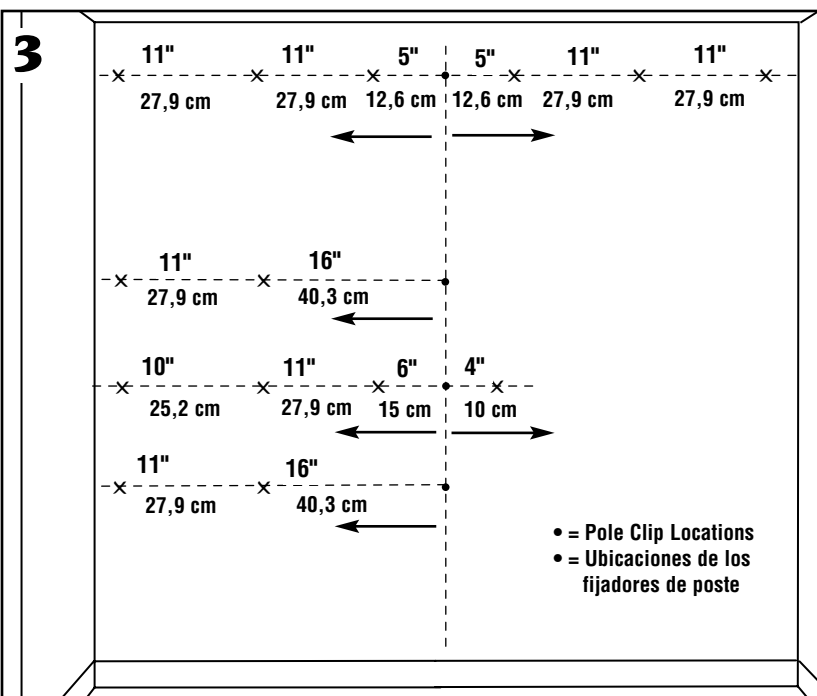 3
11" 11" 5" 5" 11" 11"
27,9 cm 27,9 cm 12,6 cm 12,6 cm 27,9 cm 27,9 cm
11" 16"
27,9 cm 40,3 cm
10" 11" 6" 4"
25,2 cm 27,9 cm 15 cm 10 cm
11" 16"
27,9 cm 40,3 cm
• = Pole Clip Locations
• = Ubicaciones de los
fijadores de poste